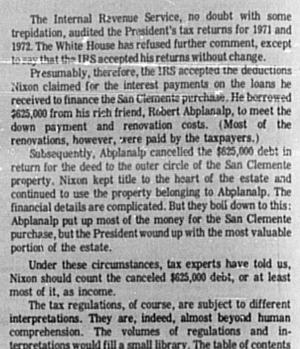 The Internal Revenue Service, no doubt with some
trepidation, audited the President's tax returns for 1971 and
1972. The White House has refused further comment, except
to say that the IRS accepted his returns without change.
Presumably, therefore, the IRS accepted the deductions
Nixon claimed for the interest payments on the loans he
received to finance the San Clemente purchase. He borrowed
$625,000 from his rich friend, Robert Abplanalp, to meet the
down payment and renovation costs. (Most of the
renovations, however, were paid by the taxpayers.)
Subsequently, Abplanalp cancelled the $625,000 debt in
return for the deed to the outer circle of the San Clemente
property. Nixon kept title to the heart of the estate and
continued to use the property belonging to Abplanalp. The
financial details are complicated. But they boil down to this:
Abplanalp put up most of the money for the San Clemente
purchase, but the President wound up with the most valuable
portion of the estate.
Under these circumstances, tax experts have told us,
Nixon should count the canceled $625,000 debt, or at least
most of it, as income.
The tax regulations, of course, are subject to different
interpretations. They are, indeed, almost beyond human
comprehension. The volumes of regulations and in-
terpretations would fill a small library. The table of contents